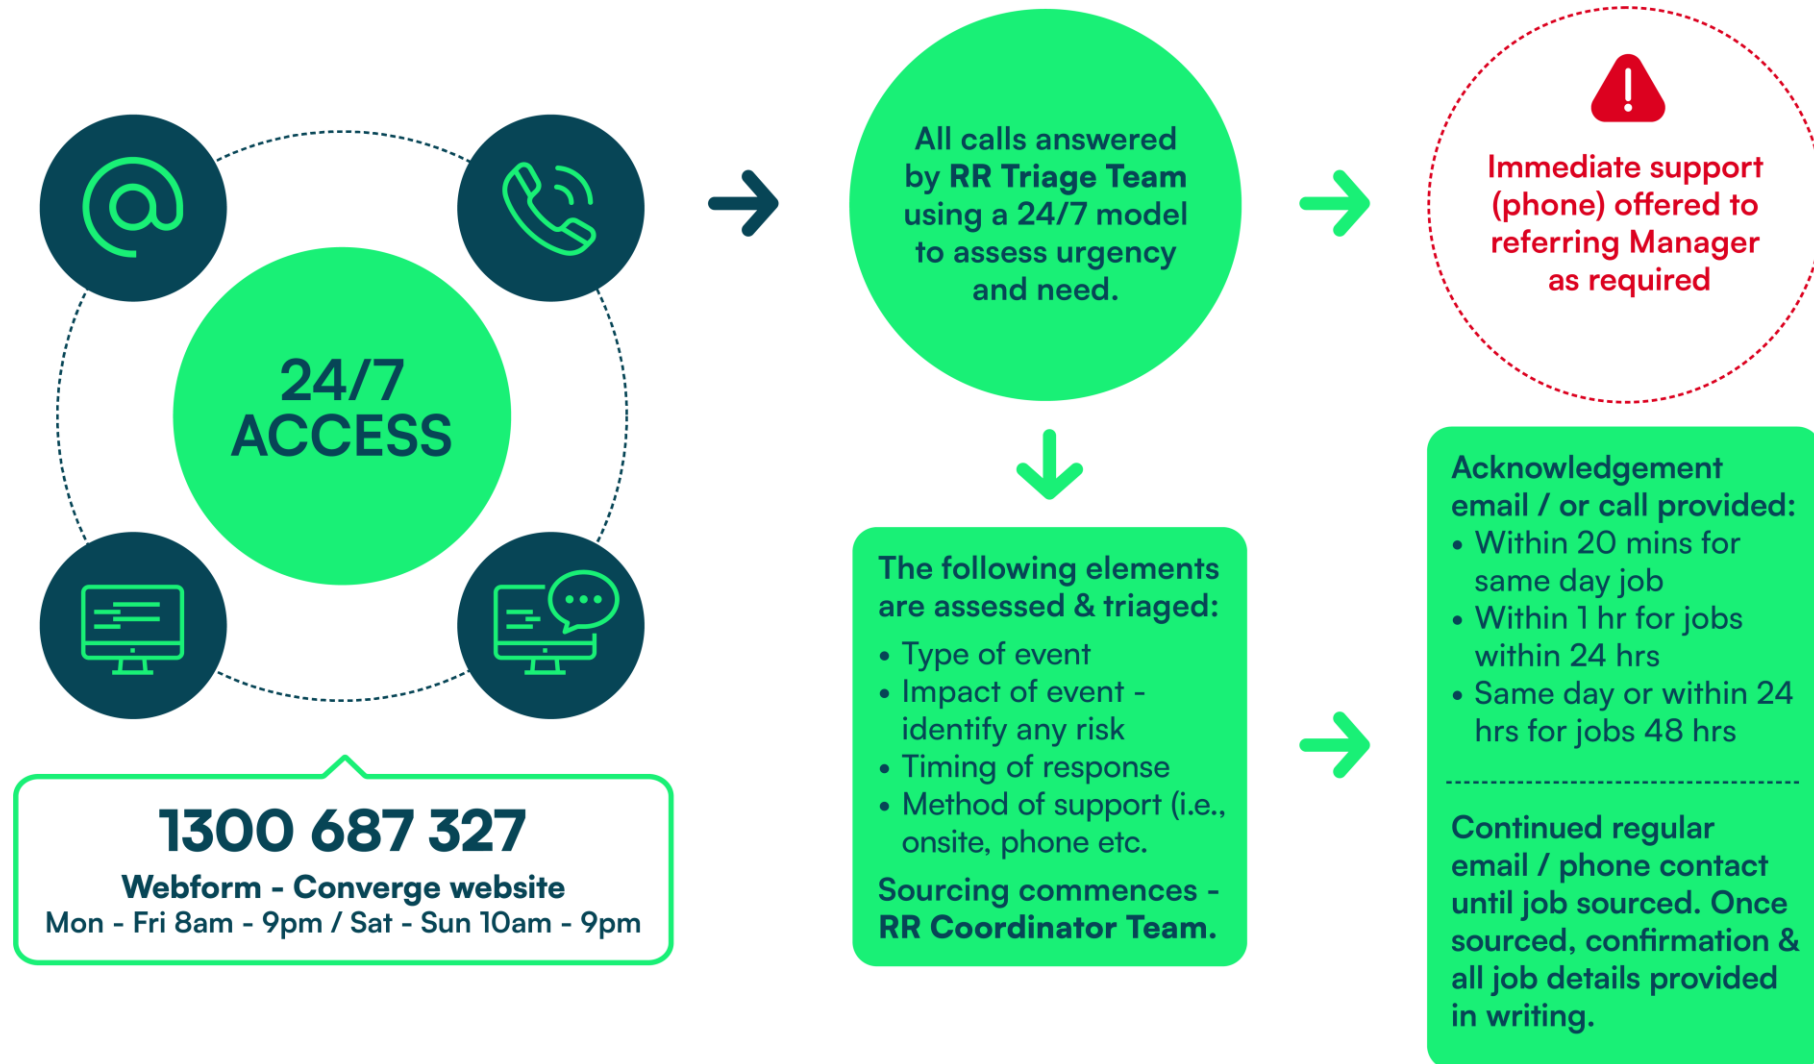 24/7
ACCESS
1300 687 327
Webform - Converge website
Mon - Fri 8am - 9pm / Sat - Sun 10am - 9pm
All calls answered
by RR Triage Team
using a 24/7 model
to assess urgency
and need.
The following elements
are assessed & triaged:
• Type of event
• Impact of event -
identify any risk
• Timing of response
• Method of support (i.e.,
onsite, phone etc.
Sourcing commences -
RR Coordinator Team.
Immediate support
(phone) offered to
referring Manager
as required
Acknowledgement
email / or call provided:
• Within 20 mins for
same day job
• Within 1 hr for jobs
within 24 hrs
• Same day or within 24
hrs for jobs 48 hrs
Continued regular
email / phone contact
until job sourced. Once
sourced, confirmation &
all job details provided
in writing.